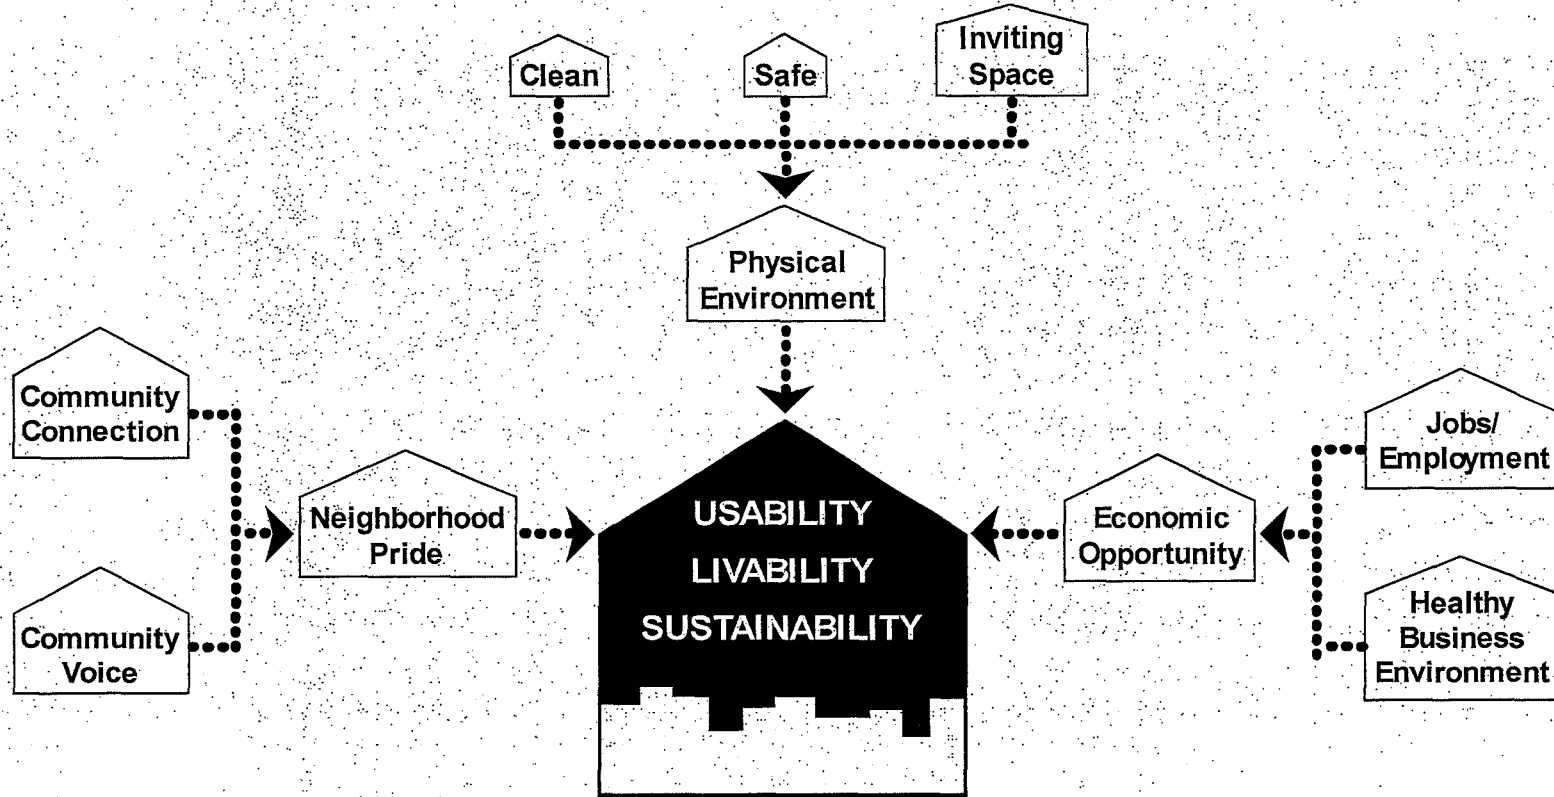 Clean
Safe
Inviting
Space
Physical
Environment
Community
Connection
Community
Voice
Neighborhood
Pride
USABILITY
LIVABILITY
SUSTAINABILITY
Economic
Opportunity
Jobs/
Employment
Healthy
Business
Environment